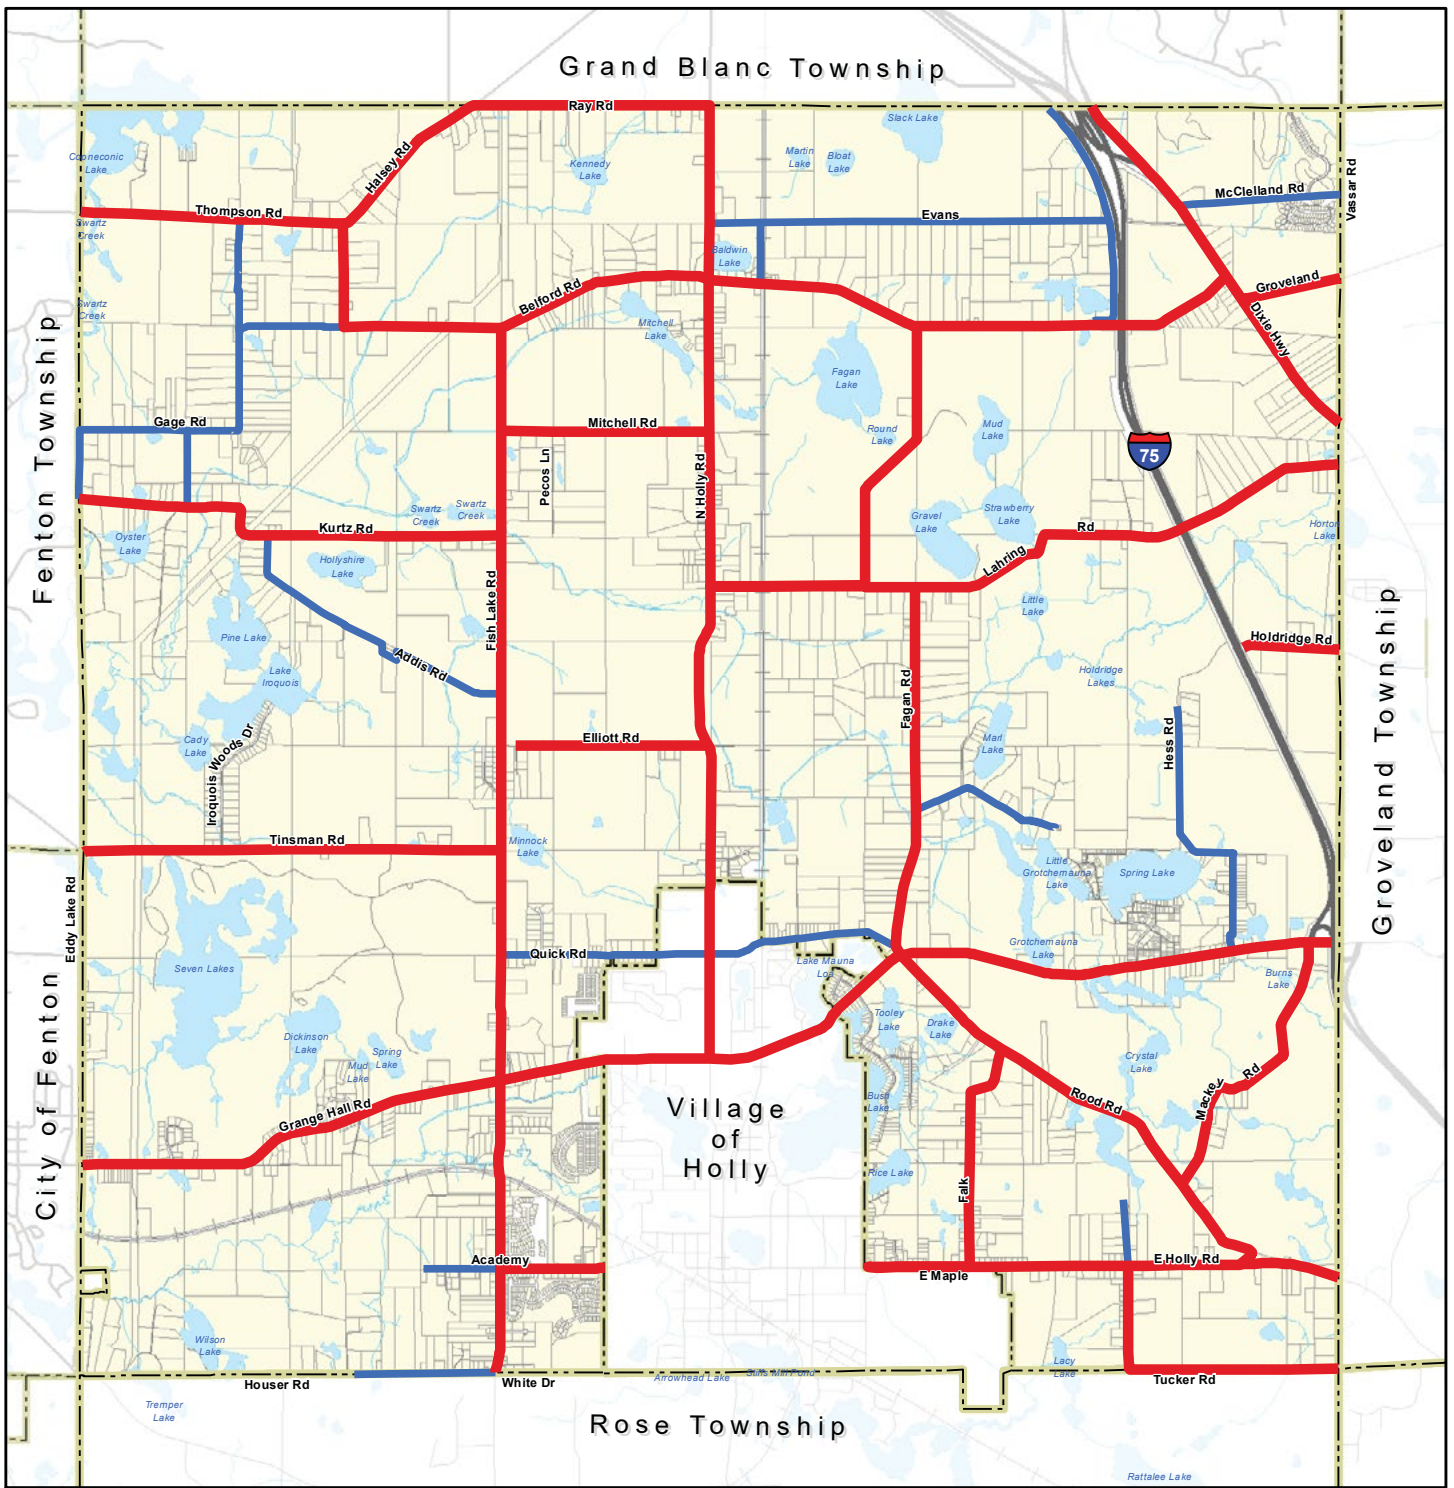 Grand Blanc Township
Ray Rd
Slack Lake
Copneconic
Lake
Halsey Rd
Kennedy
Lake
Martin
Lake
Bloat
Lake
Vassar Rd
McClelland Rd
Thompson Rd
Evans
Swartz
Creek
Baldwin
Lake
Belford Rd
Groveland
Swartz
Creek
Mitchell
Lake
Dixie Hwy
Fenton Township
Fagan
Lake
Gage Rd
Mitchell Rd
Round
Lake
Mud
Lake
75
Pecos Ln
N Holly Rd
Swartz
Creek
Swartz
Creek
Kurtz Rd
Gravel
Lake
Strawberry
Lake
Rd
Horton
Lake
Oyster
Lake
Hollyshire
Lake
Lahring
Fish Lake Rd
Little
Lake
Pine Lake
Holdridge Rd
Groveland Township
Addis Rd
Lake
Iroquois
Fagan Rd
Holdridge
Lakes
Cady
Lake
Iroquois Woods Dr
Elliott Rd
Marl
Lake
Hess Rd
Tinsman Rd
Minnock
Lake
Little
Grotchemauna
Lake
Spring Lake
Eddy Lake Rd
Quick Rd
Grotchemauna
Lake
Lake Mauna
Loa
Seven Lakes
Burns
Lake
City of Fenton
Tooley
Lake
Drake
Lake
Dickinson
Lake
Spring
Lake
Mud
Lake
Crystal
Lake
Grange Hall Rd
Village
of
Holly
Bush
Lake
Rood Rd
Mackey Rd
Rice Lake
Falk
Academy
E Holly Rd
E Maple
Wilson
Lake
Lacy
Lake
Houser Rd
White Dr
Arrowhead Lake
Stiffs Mill Pond
Tucker Rd
Tremper
Lake
Rose Township
Rattalee Lake